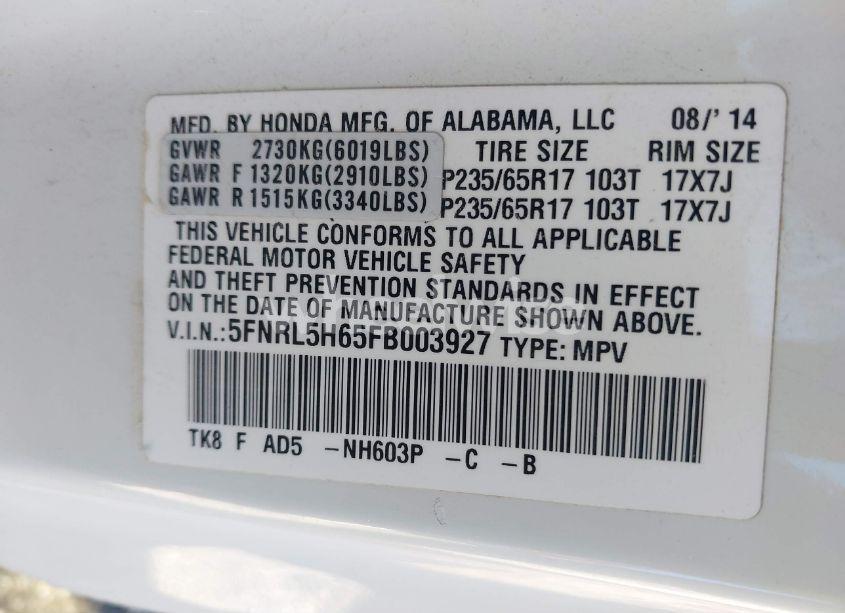 MFD. BY HONDA MFG. OF ALABAMA, LLC 08/' 14
GVWR 2730KG(6019LBS) TIRE SIZE RIM SIZE
GAWR F 1320KG(2910LBS) P235/65R17 103T 17X7J
GAWR R 1515KG(3340LBS) P235/65R17 103T 17X7J
THIS VEHICLE CONFORMS TO ALL APPLICABLE
FEDERAL MOTOR VEHICLE SAFETY
AND THEFT PREVENTION STANDARDS IN EFFECT
ON THE DATE OF MANUFACTURE SHOWN ABOVE.
V.I.N.:5FNRL5H65FB003927 TYPE: MPV
TK8 F AD5 -NH603P -C -B